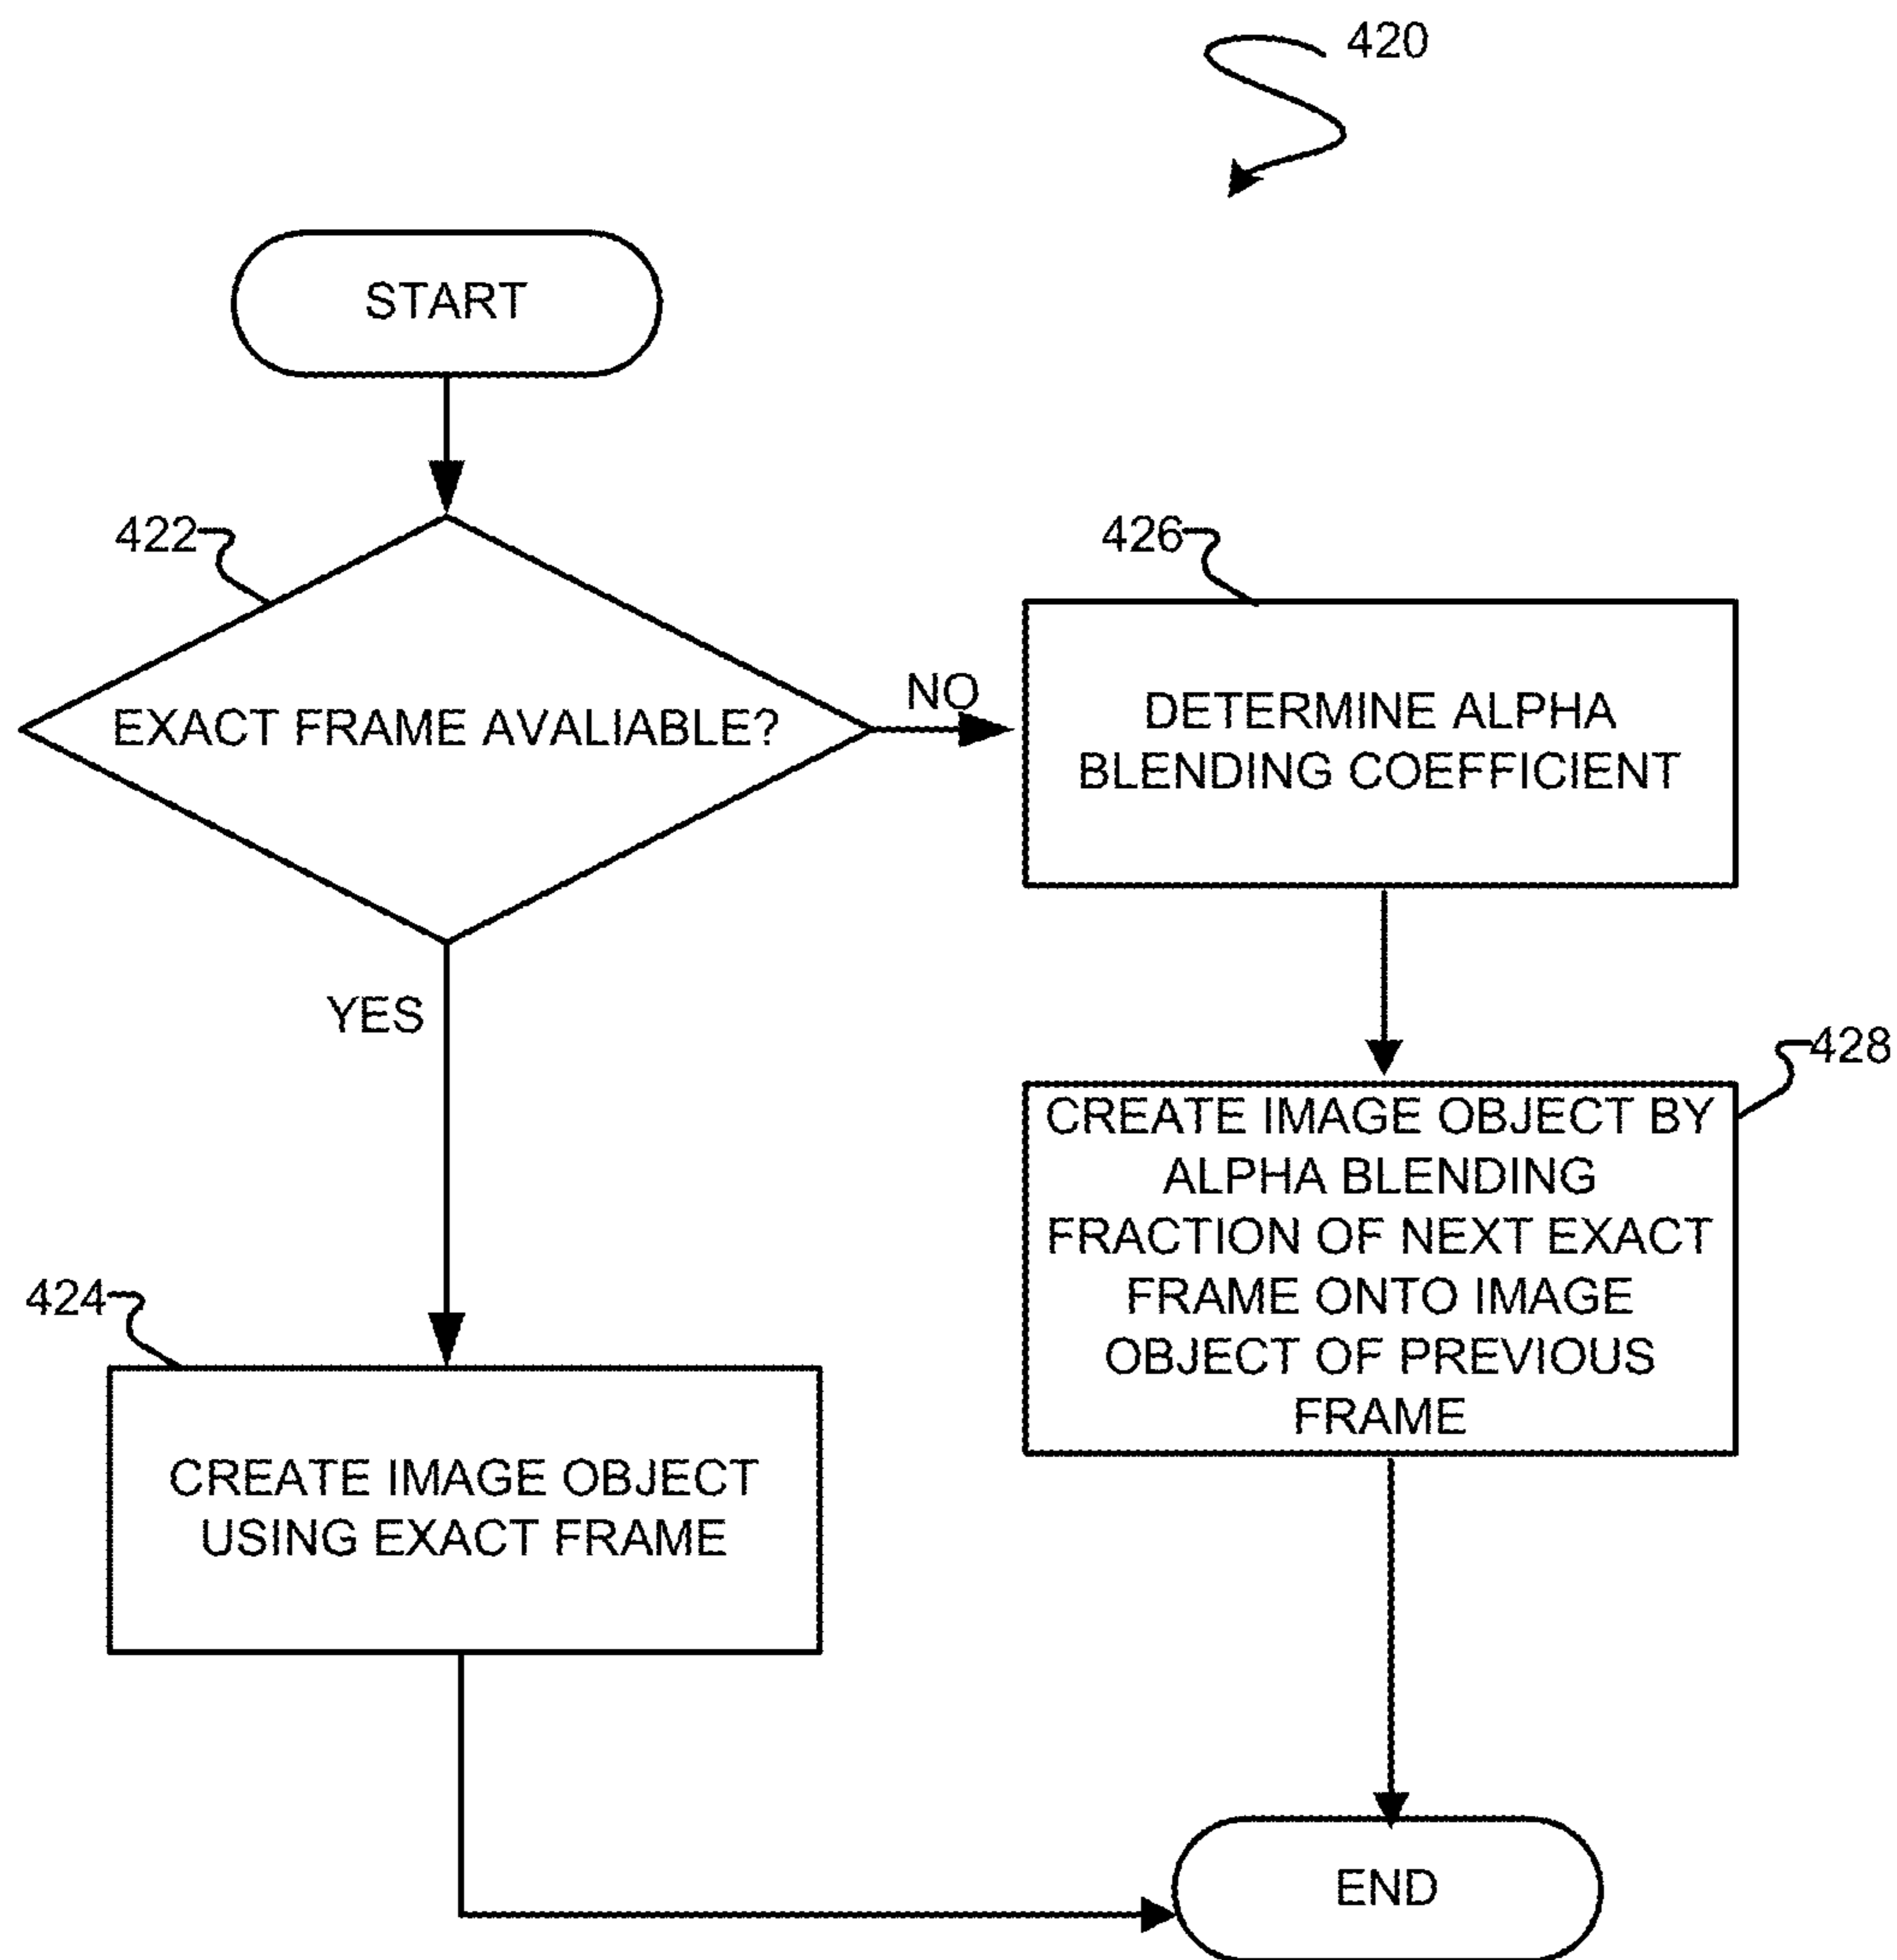 420
START
422
EXACT FRAME AVALIABLE?
NO
YES
426
DETERMINE ALPHA
BLENDING COEFFICIENT
428
CREATE IMAGE OBJECT BY
ALPHA BLENDING
FRACTION OF NEXT EXACT
FRAME ONTO IMAGE
OBJECT OF PREVIOUS
FRAME
424
CREATE IMAGE OBJECT
USING EXACT FRAME
END